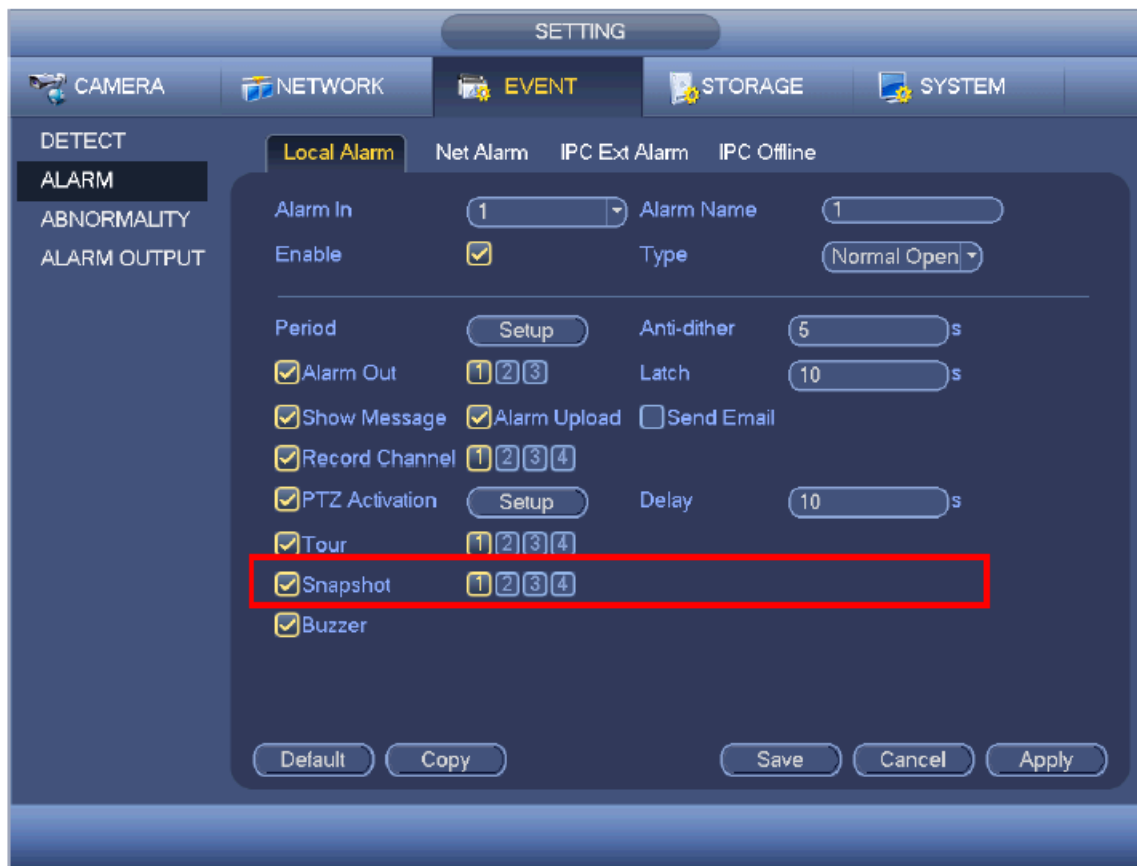 SETTING
CAMERA NETWORK EVENT STORAGE SYSTEM
DETECT
ALARM
ABNORMALITY
ALARM OUTPUT
Local Alarm Net Alarm IPC Ext Alarm IPC Offline
Alarm In 1 Alarm Name 1
Enable Type Normal Open
Period Setup Anti-dither 5 s
Alarm Out 1 2 3 Latch 10 s
Show Message Alarm Upload Send Email
Record Channel 1 2 3 4
PTZ Activation Setup Delay 10 s
Tour 1 2 3 4
Snapshot 1 2 3 4
Buzzer
Default Copy Save Cancel Apply